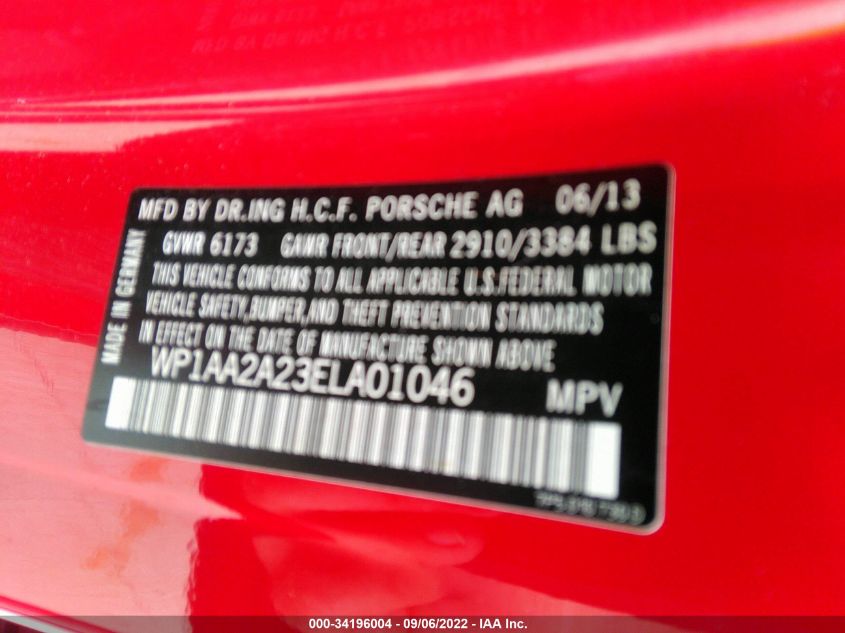 MFD BY DR.ING H.C.F. PORSCHE AG 06/13
GVWR 6173 GAWR FRONT/REAR 2910/3384 LBS
THIS VEHICLE CONFORMS TO ALL APPLICABLE U.S.FEDERAL MOTOR
VEHICLE SAFETY,BUMPER,AND THEFT PREVENTION STANDARDS
IN EFFECT ON THE DATE OF MANUFACTURE SHOWN ABOVE
WP1AA2A23ELA01046 MPV
MADE IN GERMANY
000-34196004 - 09/06/2022 - IAA Inc.